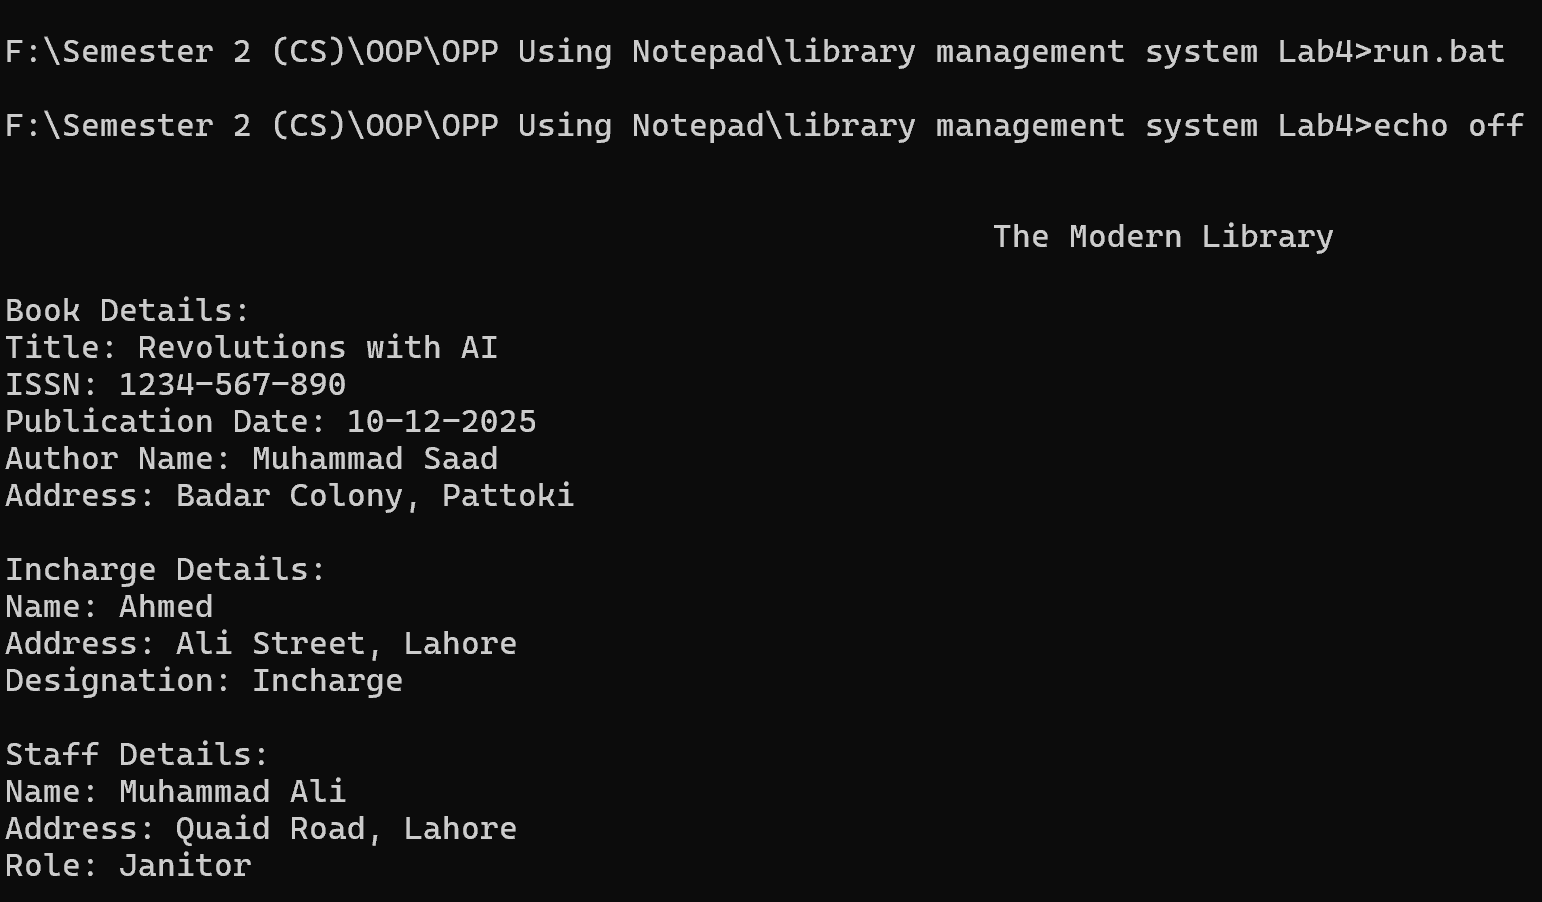 F:\Semester 2 (CS)\OOP\OPP Using Notepad\library management system Lab4>run.bat
F:\Semester 2 (CS)\OOP\OPP Using Notepad\library management system Lab4>echo off
The Modern Library
Book Details:
Title: Revolutions with AI
ISSN: 1234-567-890
Publication Date: 10-12-2025
Author Name: Muhammad Saad
Address: Badar Colony, Pattoki
Incharge Details:
Name: Ahmed
Address: Ali Street, Lahore
Designation: Incharge
Staff Details:
Name: Muhammad Ali
Address: Quaid Road, Lahore
Role: Janitor